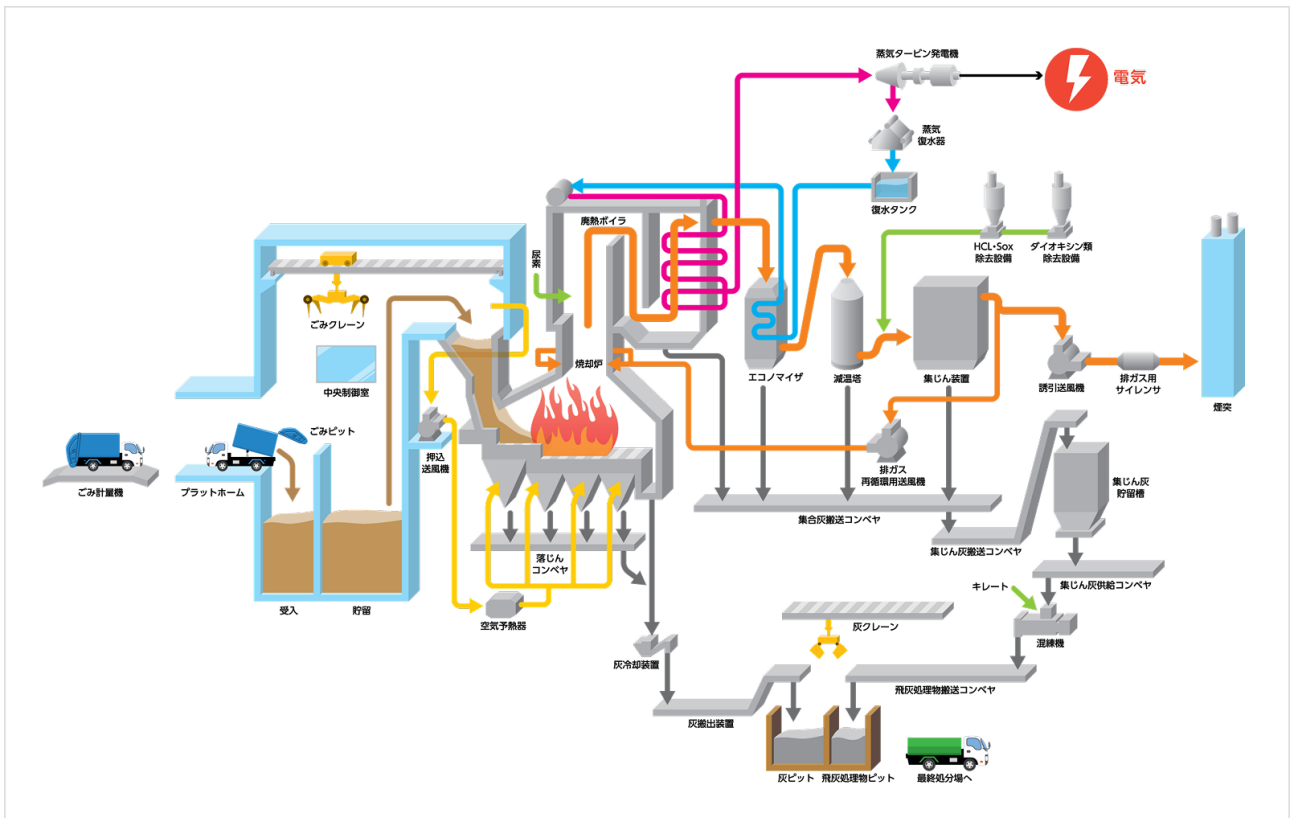 蒸気タービン発電機
電気
蒸気
復水器
復水タンク
HCL・Sox
除去設備
ダイオキシン類
除去設備
廃熱ボイラ
尿素
ごみクレーン
中央制御室
焼却炉
エコノマイザ
減温塔
集じん装置
誘引送風機
排ガス用
サイレンサ
煙突
ごみピット
押込
送風機
排ガス
再循環用送風機
ごみ計量機
プラットホーム
集じん灰
貯留槽
集合灰搬送コンベヤ
集じん灰搬送コンベヤ
落じん
コンベヤ
集じん灰供給コンベヤ
キレート
受入
貯留
空気予熱器
灰クレーン
混練機
灰冷却装置
飛灰処理物搬送コンベヤ
灰搬出装置
灰ピット
飛灰処理物ピット
最終処分場へ